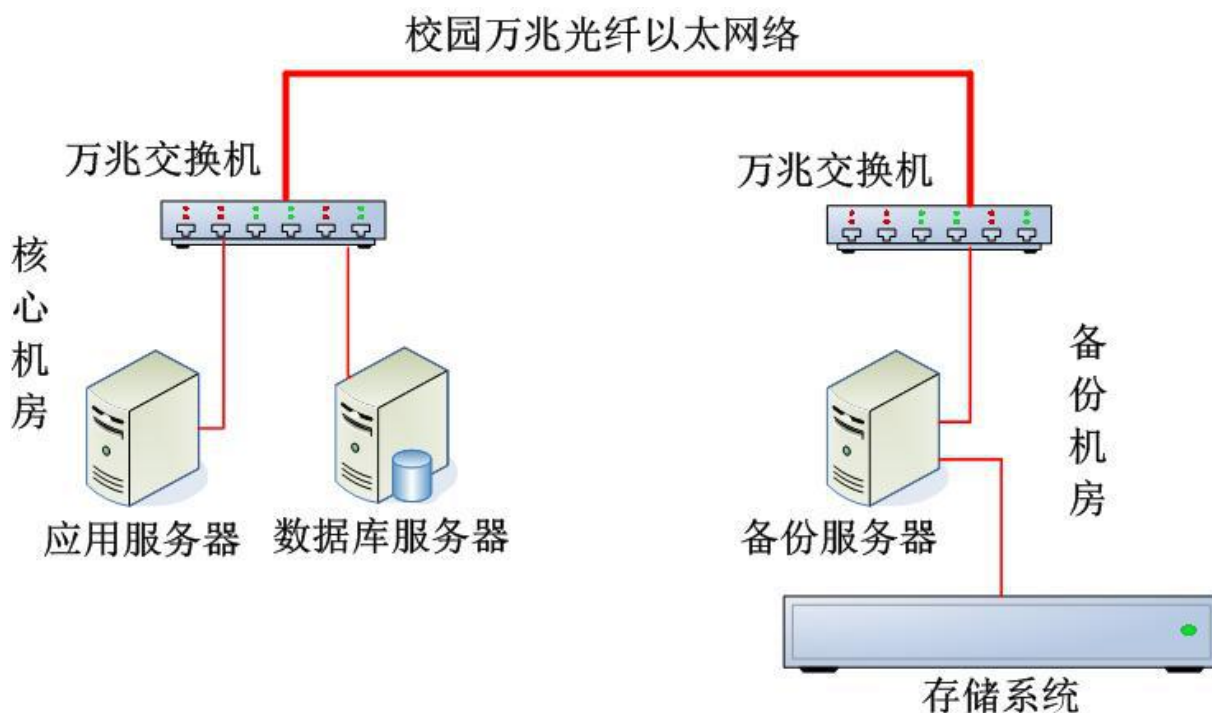 校园万兆光纤以太网络
万兆交换机
万兆交换机
核心机房
备份机房
应用服务器
数据库服务器
备份服务器
存储系统